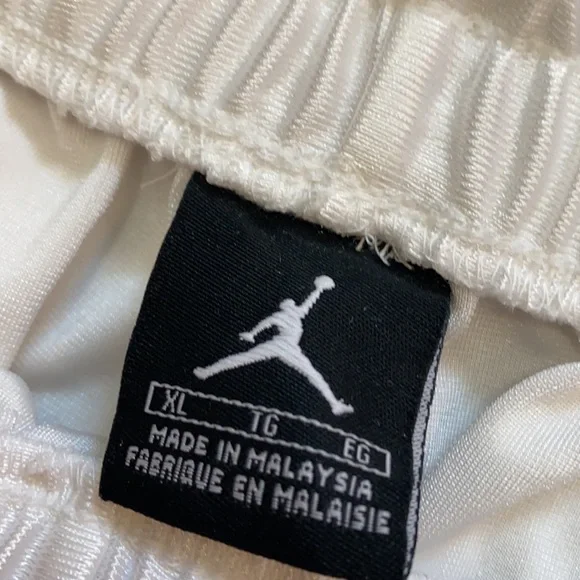 XL TG EG
MADE IN MALAYSIA
FABRIQUE EN MALAISIE